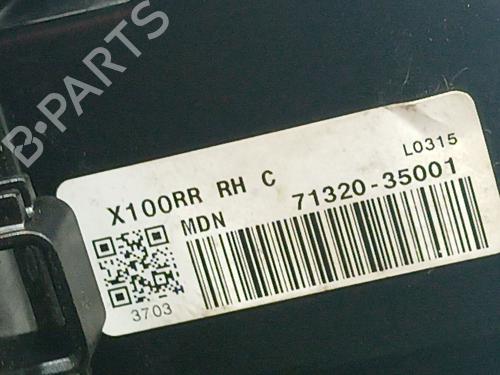 B-PARTS
L0315
X100RR RH C
71320-35001
MDN
3703